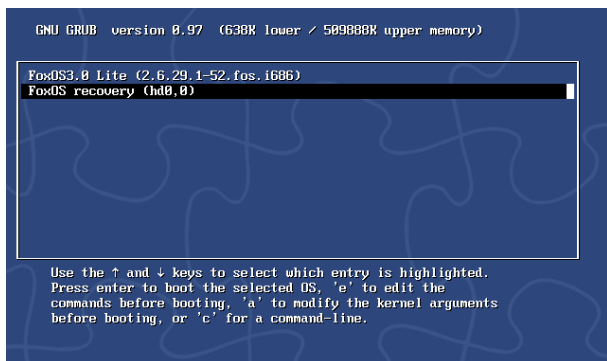 GNU GRUB version 0.97 (638K lower / 509888K upper memory)
FoxOS3.0 Lite (2.6.29.1-52.fos.i686)
FoxOS recovery (hd0,0)
Use the ↑ and ↓ keys to select which entry is highlighted.
Press enter to boot the selected OS, 'e' to edit the
commands before booting, 'a' to modify the kernel arguments
before booting, or 'c' for a command-line.